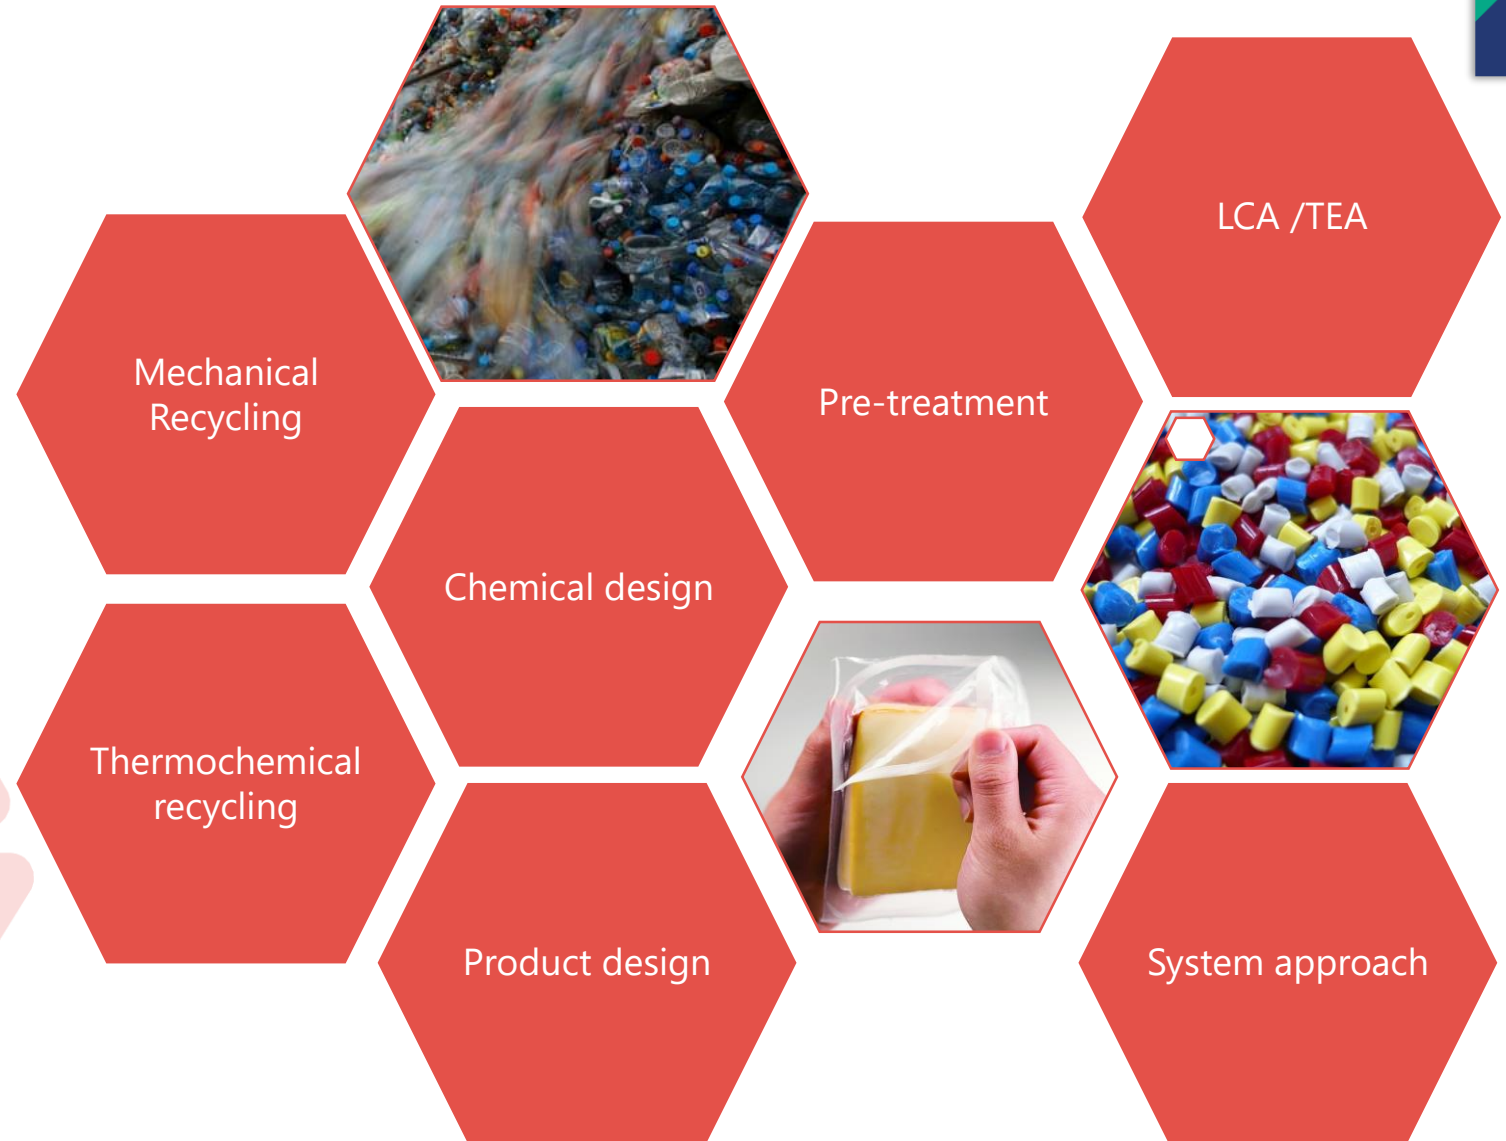 LCA /TEA
Mechanical
Recycling
Pre-treatment
Chemical design
Thermochemical
recycling
Product design
System approach